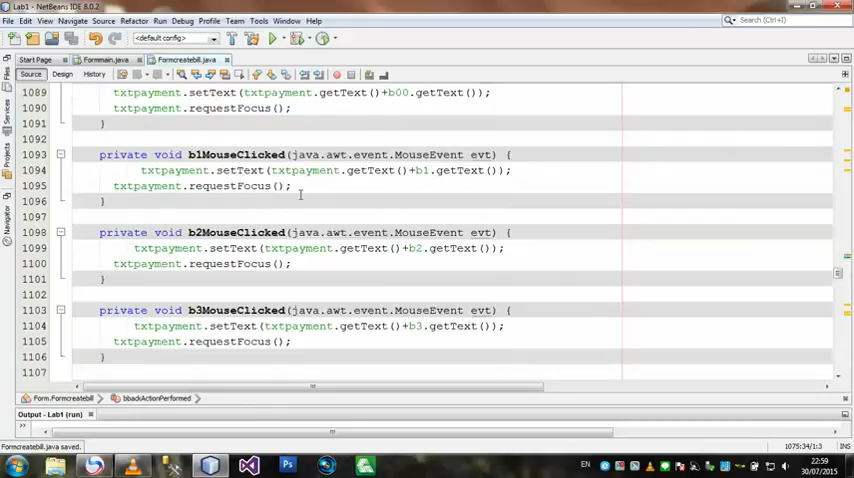 Lab1 - NetBeans IDE 8.0.2
File Edit View Navigate Source Refactor Run Debug Profile Team Tools Window Help
Search (Ctrl+I)
<default config>
Start Page Formmain.java Formcreatebill.java
Source Design History
1089 txtpayment.setText(txtpayment.getText()+b00.getText());
1090 txtpayment.requestFocus();
1091 }
1092
1093 private void b1MouseClicked(java.awt.event.MouseEvent evt) {
1094 txtpayment.setText(txtpayment.getText()+b1.getText());
1095 txtpayment.requestFocus();
1096 }
1097
1098 private void b2MouseClicked(java.awt.event.MouseEvent evt) {
1099 txtpayment.setText(txtpayment.getText()+b2.getText());
1100 txtpayment.requestFocus();
1101 }
1102
1103 private void b3MouseClicked(java.awt.event.MouseEvent evt) {
1104 txtpayment.setText(txtpayment.getText()+b3.getText());
1105 txtpayment.requestFocus();
1106 }
1107
Files
Services
Projects
Navigator
Form.Formcreatebill bbackActionPerformed
Output - Lab1 (run)
Formcreatebill.java saved. 1075:34/1:3 INS
Ps
EN
22:59
30/07/2015